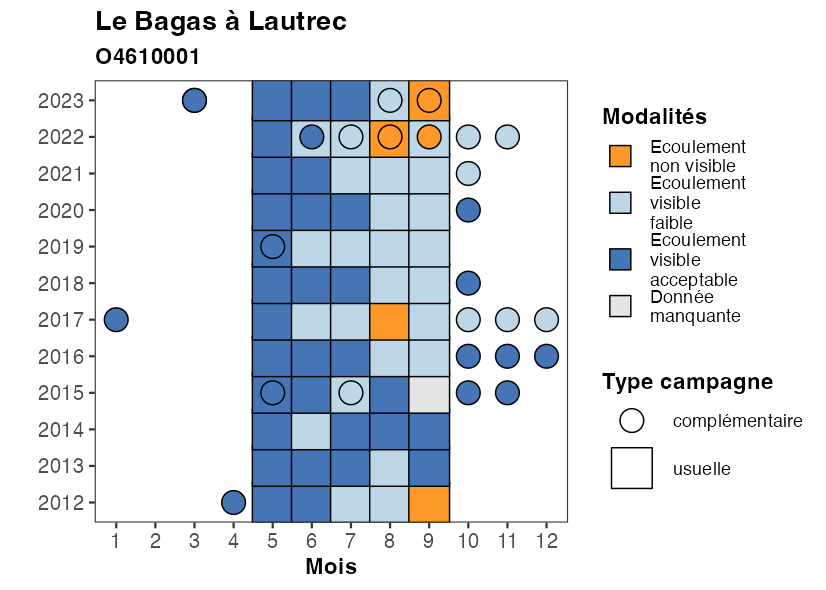 Le Bagas à Lautrec
O4610001
2023
2022
2021
2020
2019
2018
2017
2016
2015
2014
2013
2012
1 2 3 4 5 6 7 8 9 10 11 12
Mois
Modalités
Ecoulement
non visible
Ecoulement
visible
faible
Ecoulement
visible
acceptable
Donnée
manquante
Type campagne
complémentaire
usuelle